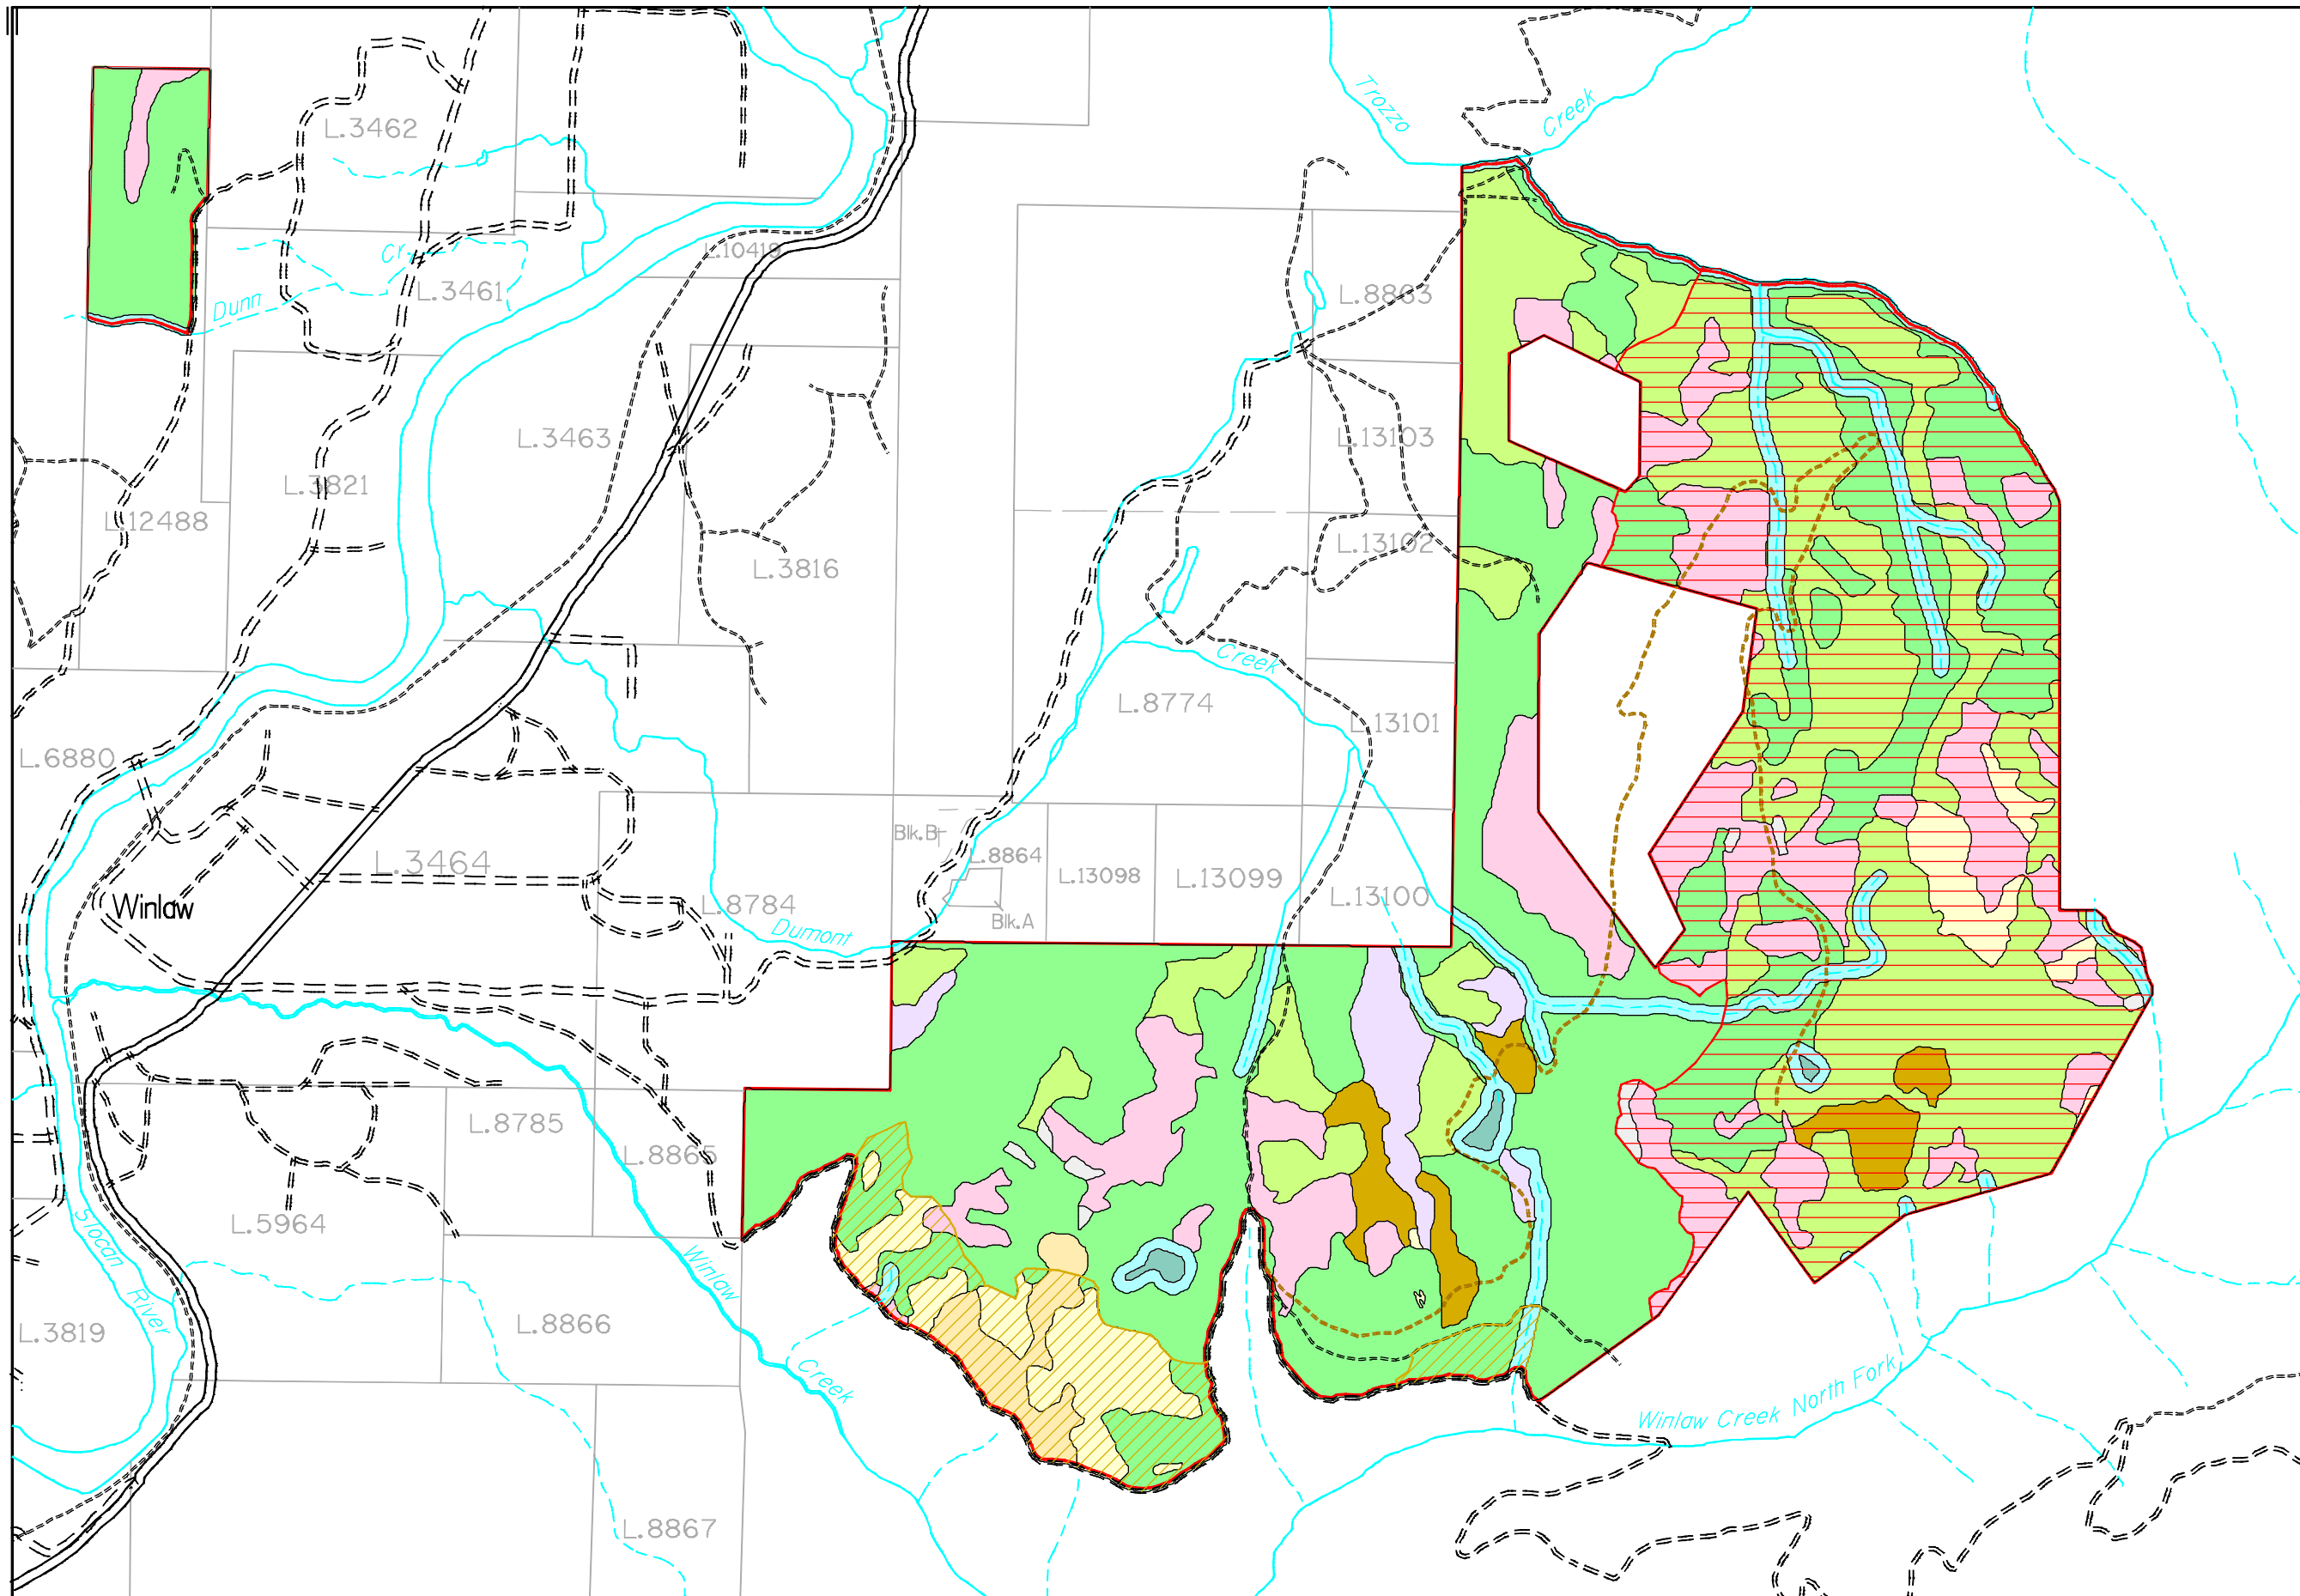 Trozzo
Creek
L.3462
L.10419
Cr.
L.3461
Dunn
L.8883
L.3463
L.13103
L.3821
L.12488
L.13102
L.3816
Creek
L.8774
L.13101
L.6880
Blk.B
L.8864
L.3464
L.13098
L.13099
L.13100
Winlaw
L.8784
Blk.A
Dumont
L.8785
L.8865
L.5964
Slocan
River
Winlaw
Creek
L.8866
L.3819
Winlaw Creek North Fork
L.8867